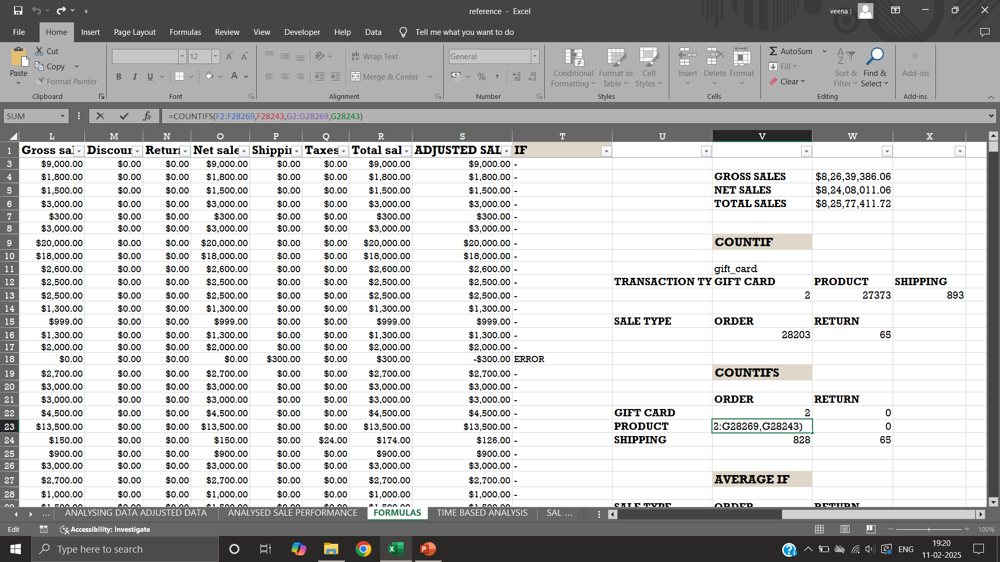 reference - Excel
veena !
File Home Insert Page Layout Formulas Review View Developer Help Data Tell me what you want to do
Paste
Cut
Copy
Format Painter
Clipboard
12
B I U
Font
Wrap Text
Merge & Center
Alignment
General
Number
Conditional Formatting
Format as Table
Cell Styles
Styles
Insert Delete Format
Cells
AutoSum
Fill
Clear
Sort & Filter
Find & Select
Editing
Add-ins
Add-ins
SUM
=COUNTIFS(F2:F28269,F28243,G2:G28269,G28243)
L M N O P Q R S T U V W X
1 Gross sal Discour Returr Net sale Shippir Taxes Total sal ADJUSTED SAL IF
3 $9,000.00 $0.00 $0.00 $9,000.00 $0.00 $0.00 $9,000.00 $9,000.00 -
4 $1,800.00 $0.00 $0.00 $1,800.00 $0.00 $0.00 $1,800.00 $1,800.00 - GROSS SALES $8,26,39,386.06
5 $1,500.00 $0.00 $0.00 $1,500.00 $0.00 $0.00 $1,500.00 $1,500.00 - NET SALES $8,24,08,011.06
6 $3,000.00 $0.00 $0.00 $3,000.00 $0.00 $0.00 $3,000.00 $3,000.00 - TOTAL SALES $8,25,77,411.72
7 $300.00 $0.00 $0.00 $300.00 $0.00 $0.00 $300.00 $300.00 -
8 $3,000.00 $0.00 $0.00 $3,000.00 $0.00 $0.00 $3,000.00 $3,000.00 -
9 $20,000.00 $0.00 $0.00 $20,000.00 $0.00 $0.00 $20,000.00 $20,000.00 - COUNTIF
10 $18,000.00 $0.00 $0.00 $18,000.00 $0.00 $0.00 $18,000.00 $18,000.00 -
11 $2,600.00 $0.00 $0.00 $2,600.00 $0.00 $0.00 $2,600.00 $2,600.00 - gift_card
12 $2,500.00 $0.00 $0.00 $2,500.00 $0.00 $0.00 $2,500.00 $2,500.00 - TRANSACTION TY GIFT CARD PRODUCT SHIPPING
13 $2,500.00 $0.00 $0.00 $2,500.00 $0.00 $0.00 $2,500.00 $2,500.00 - 2 27373 893
14 $1,300.00 $0.00 $0.00 $1,300.00 $0.00 $0.00 $1,300.00 $1,300.00 -
15 $999.00 $0.00 $0.00 $999.00 $0.00 $0.00 $999.00 $999.00 - SALE TYPE ORDER RETURN
16 $1,300.00 $0.00 $0.00 $1,300.00 $0.00 $0.00 $1,300.00 $1,300.00 - 28203 65
17 $2,000.00 $0.00 $0.00 $2,000.00 $0.00 $0.00 $2,000.00 $2,000.00 -
18 $0.00 $0.00 $0.00 $0.00 $300.00 $0.00 $300.00 -$300.00 ERROR
19 $2,700.00 $0.00 $0.00 $2,700.00 $0.00 $0.00 $2,700.00 $2,700.00 - COUNTIFS
20 $3,000.00 $0.00 $0.00 $3,000.00 $0.00 $0.00 $3,000.00 $3,000.00 -
21 $3,000.00 $0.00 $0.00 $3,000.00 $0.00 $0.00 $3,000.00 $3,000.00 - ORDER RETURN
22 $4,500.00 $0.00 $0.00 $4,500.00 $0.00 $0.00 $4,500.00 $4,500.00 - GIFT CARD 2 0
23 $13,500.00 $0.00 $0.00 $13,500.00 $0.00 $0.00 $13,500.00 $13,500.00 - PRODUCT 2:G28269,G28243) 0
24 $150.00 $0.00 $0.00 $150.00 $0.00 $24.00 $174.00 $126.00 - SHIPPING 828 65
25 $900.00 $0.00 $0.00 $900.00 $0.00 $0.00 $900.00 $900.00 -
26 $3,000.00 $0.00 $0.00 $3,000.00 $0.00 $0.00 $3,000.00 $3,000.00 -
27 $2,700.00 $0.00 $0.00 $2,700.00 $0.00 $0.00 $2,700.00 $2,700.00 - AVERAGE IF
28 $1,000.00 $0.00 $0.00 $1,000.00 $0.00 $0.00 $1,000.00 $1,000.00 -
29 $1,500.00 $0.00 $0.00 $1,500.00 $0.00 $0.00 $1,500.00 $1,500.00 SALE TYPE ORDER RETURN
... ANALYSING DATA ADJUSTED DATA ANALYSED SALE PERFORMANCE FORMULAS TIME BASED ANALYSIS SAL ...
Edit Accessibility: Investigate 100%
Type here to search
ENG
19:20
11-02-2025